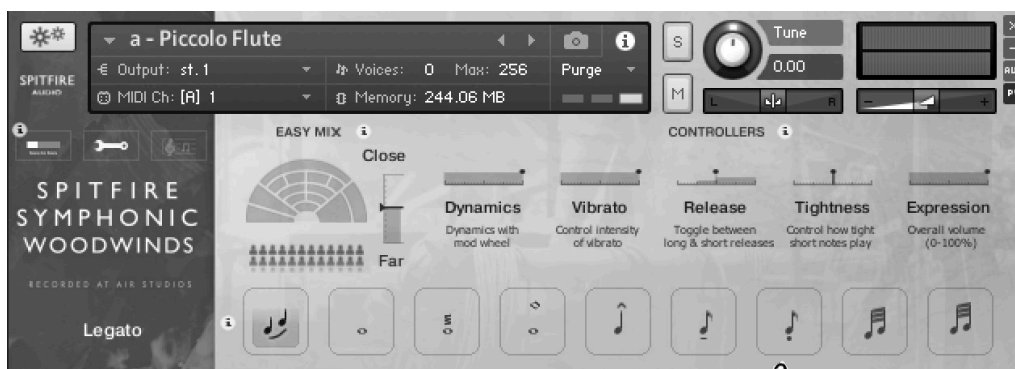 a - Piccolo Flute
S
Tune
Output: st. 1
Voices: 0 Max: 256
Purge
0.00
SPITFIRE
AUDIO
MIDI Ch: [A] 1
Memory: 244.06 MB
M
L R
- +
EASY MIX
CONTROLLERS
Close
Far
Dynamics
Dynamics with
mod wheel
Vibrato
Control intensity
of vibrato
Release
Toggle between
long & short releases
Tightness
Control how tight
short notes play
Expression
Overall volume
(0-100%)
SPITFIRE
SYMPHONIC
WOODWINDS
RECORDED AT AIR STUDIOS
Legato